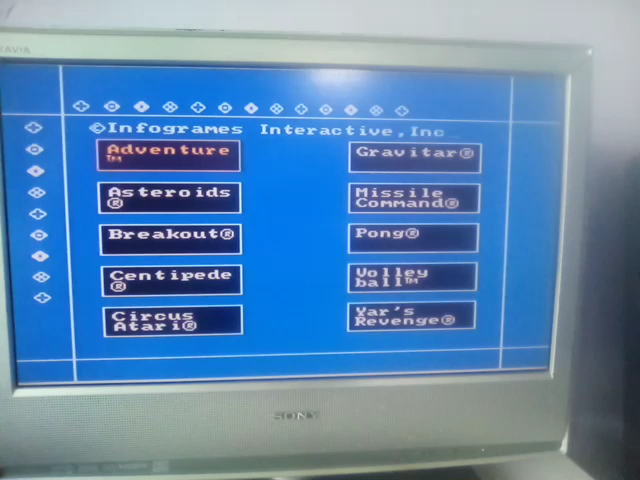 BRAVIA
©Infogrames Interactive,Inc
Adventure
™
Gravitar®
Asteroids
®
Missile
Command®
Breakout®
Pong®
Centipede
®
Volley
ball™
Circus
Atari®
Yar's
Revenge®
SONY